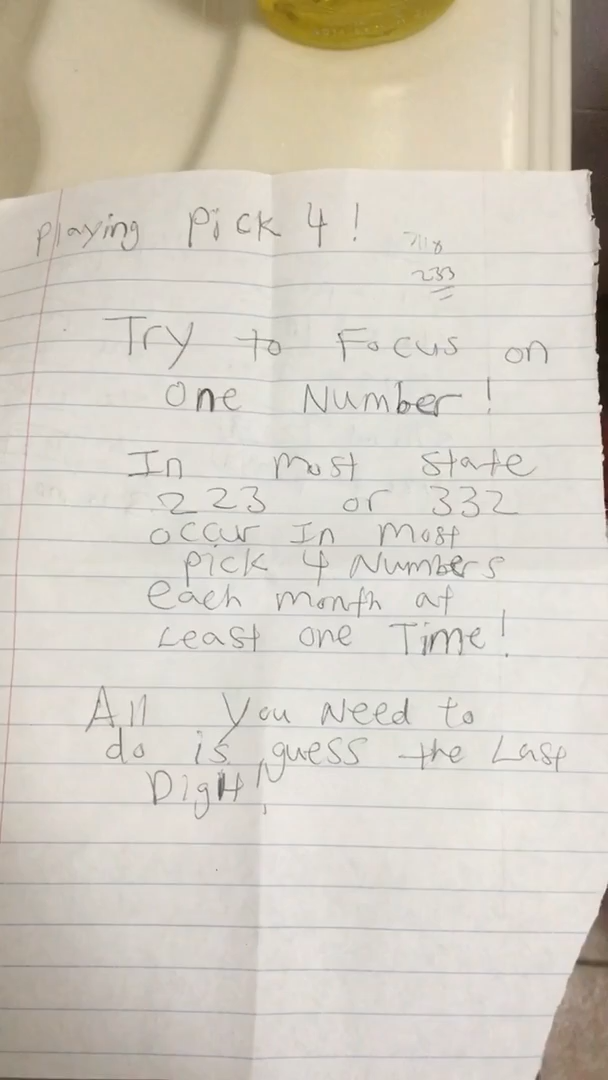 playing Pick 4!
233
Try to Focus on
One Number!
In most state
223 or 332
occur In most
pick 4 Numbers
each month at
Least one Time!
All You Need to
do is guess the Last
Digit!